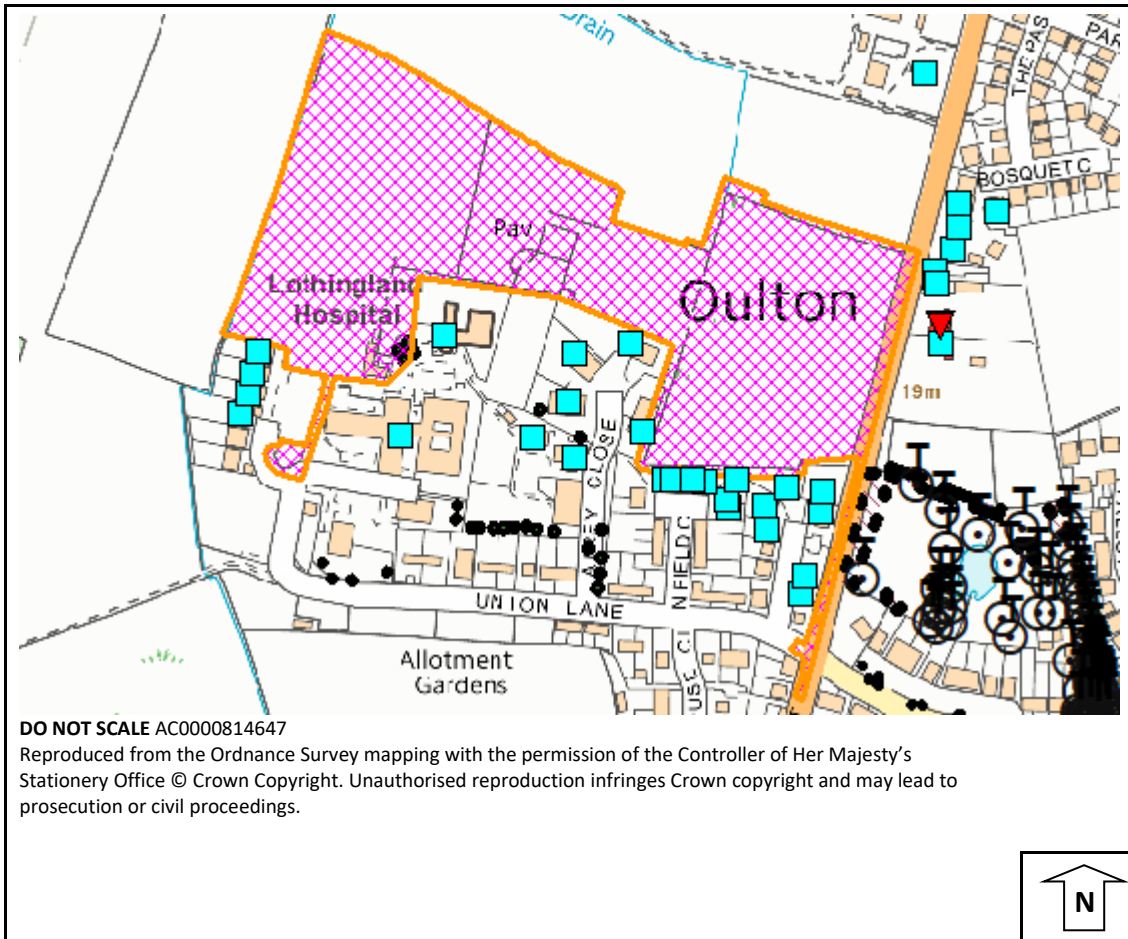 Drain
THE PAS
PAR
BOSQUET C
Pav
Lothingland
Hospital
Oulton
19m
CLOSE
NFIELD C
UNION LANE
Allotment
Gardens
USE CL
DO NOT SCALE AC0000814647
Reproduced from the Ordnance Survey mapping with the permission of the Controller of Her Majesty's
Stationery Office © Crown Copyright. Unauthorised reproduction infringes Crown copyright and may lead to
prosecution or civil proceedings.
N